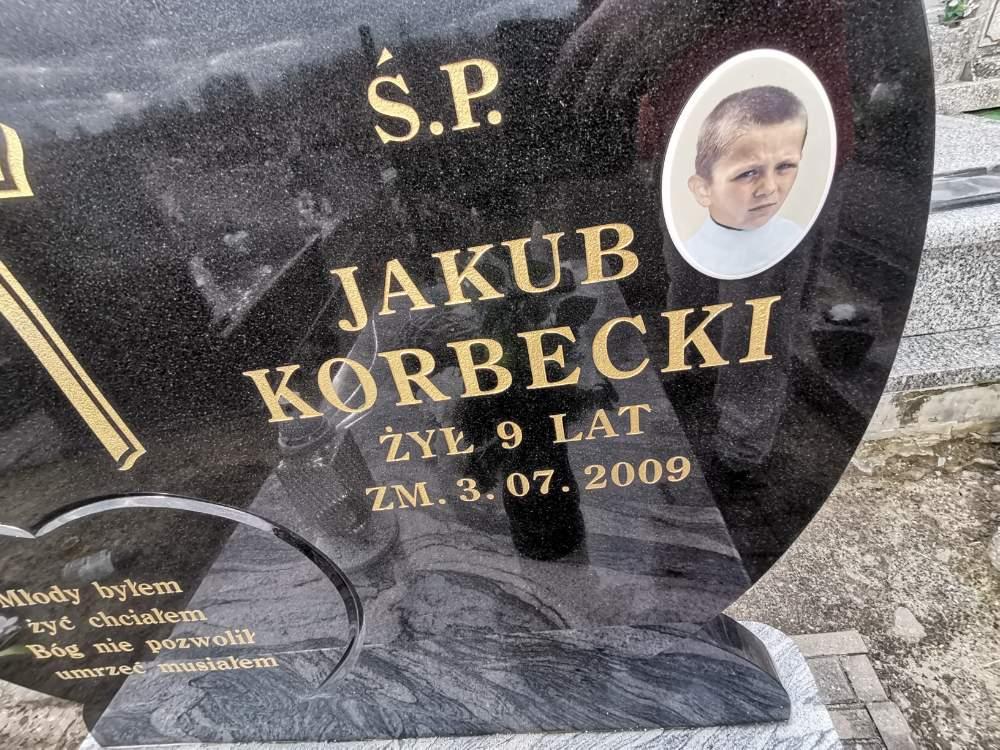 Ś.P.
JAKUB
KORBECKI
ŻYŁ 9 LAT
ZM. 3. 07. 2009
Młody byłem
żyć chciałem
Bóg nie pozwolił
umrzeć musiałem